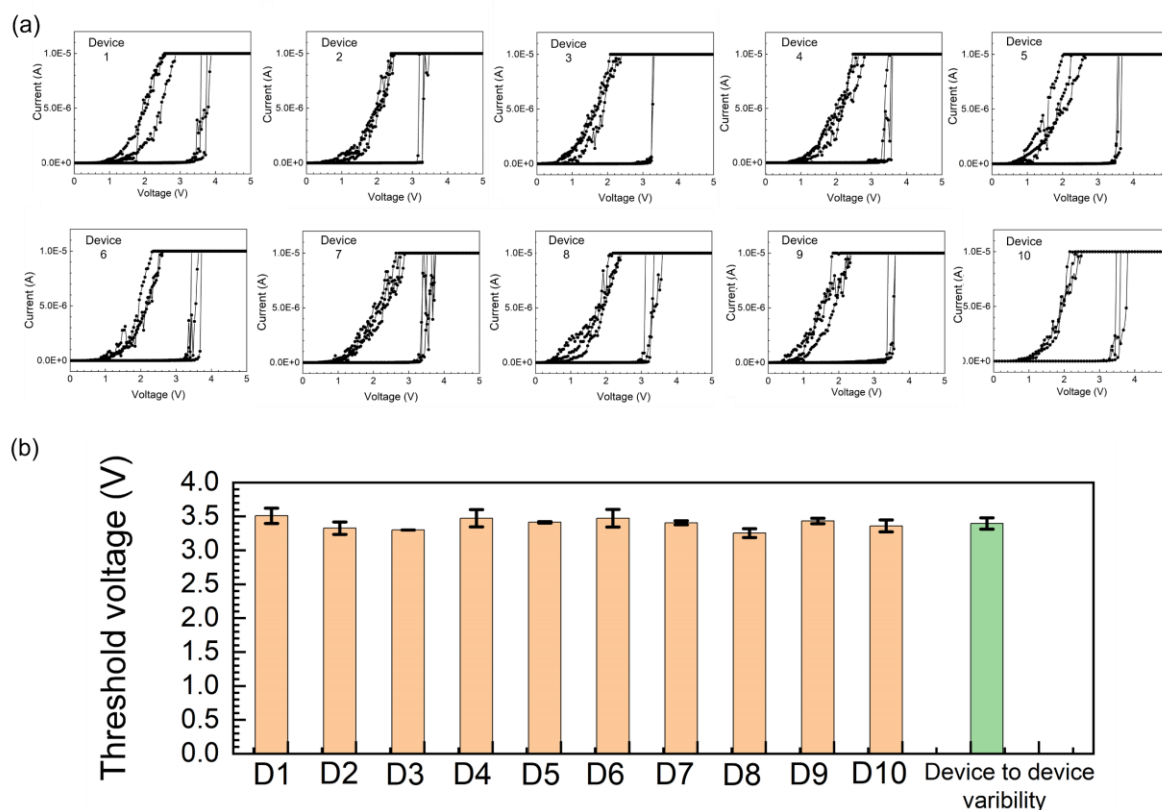 (a)
Device
1
1.0E-5
5.0E-6
0.0E+0
Current (A)
0 1 2 3 4 5
Voltage (V)
Device
2
1.0E-5
5.0E-6
0.0E+0
Current (A)
0 1 2 3 4 5
Voltage (V)
Device
3
1.0E-5
5.0E-6
0.0E+0
Current (A)
0 1 2 3 4 5
Voltage (V)
Device
4
1.0E-5
5.0E-6
0.0E+0
Current (A)
0 1 2 3 4 5
Voltage (V)
Device
5
1.0E-5
5.0E-6
0.0E+0
Current (A)
0 1 2 3 4
Voltage (V)
Device
6
1.0E-5
5.0E-6
0.0E+0
Current (A)
0 1 2 3 4 5
Voltage (V)
Device
7
1.0E-5
5.0E-6
0.0E+0
Current (A)
0 1 2 3 4 5
Voltage (V)
Device
8
1.0E-5
5.0E-6
0.0E+0
Current (A)
0 1 2 3 4 5
Voltage (V)
Device
9
1.0E-5
5.0E-6
0.0E+0
Current (A)
0 1 2 3 4 5
Voltage (V)
Device
10
1.0E-5
5.0E-6
0.0E+0
Current (A)
0 1 2 3 4
Voltage (V)
(b)
Threshold voltage (V)
4.0
3.5
3.0
2.5
2.0
1.5
1.0
0.5
0.0
D1 D2 D3 D4 D5 D6 D7 D8 D9 D10 Device to device
varibility